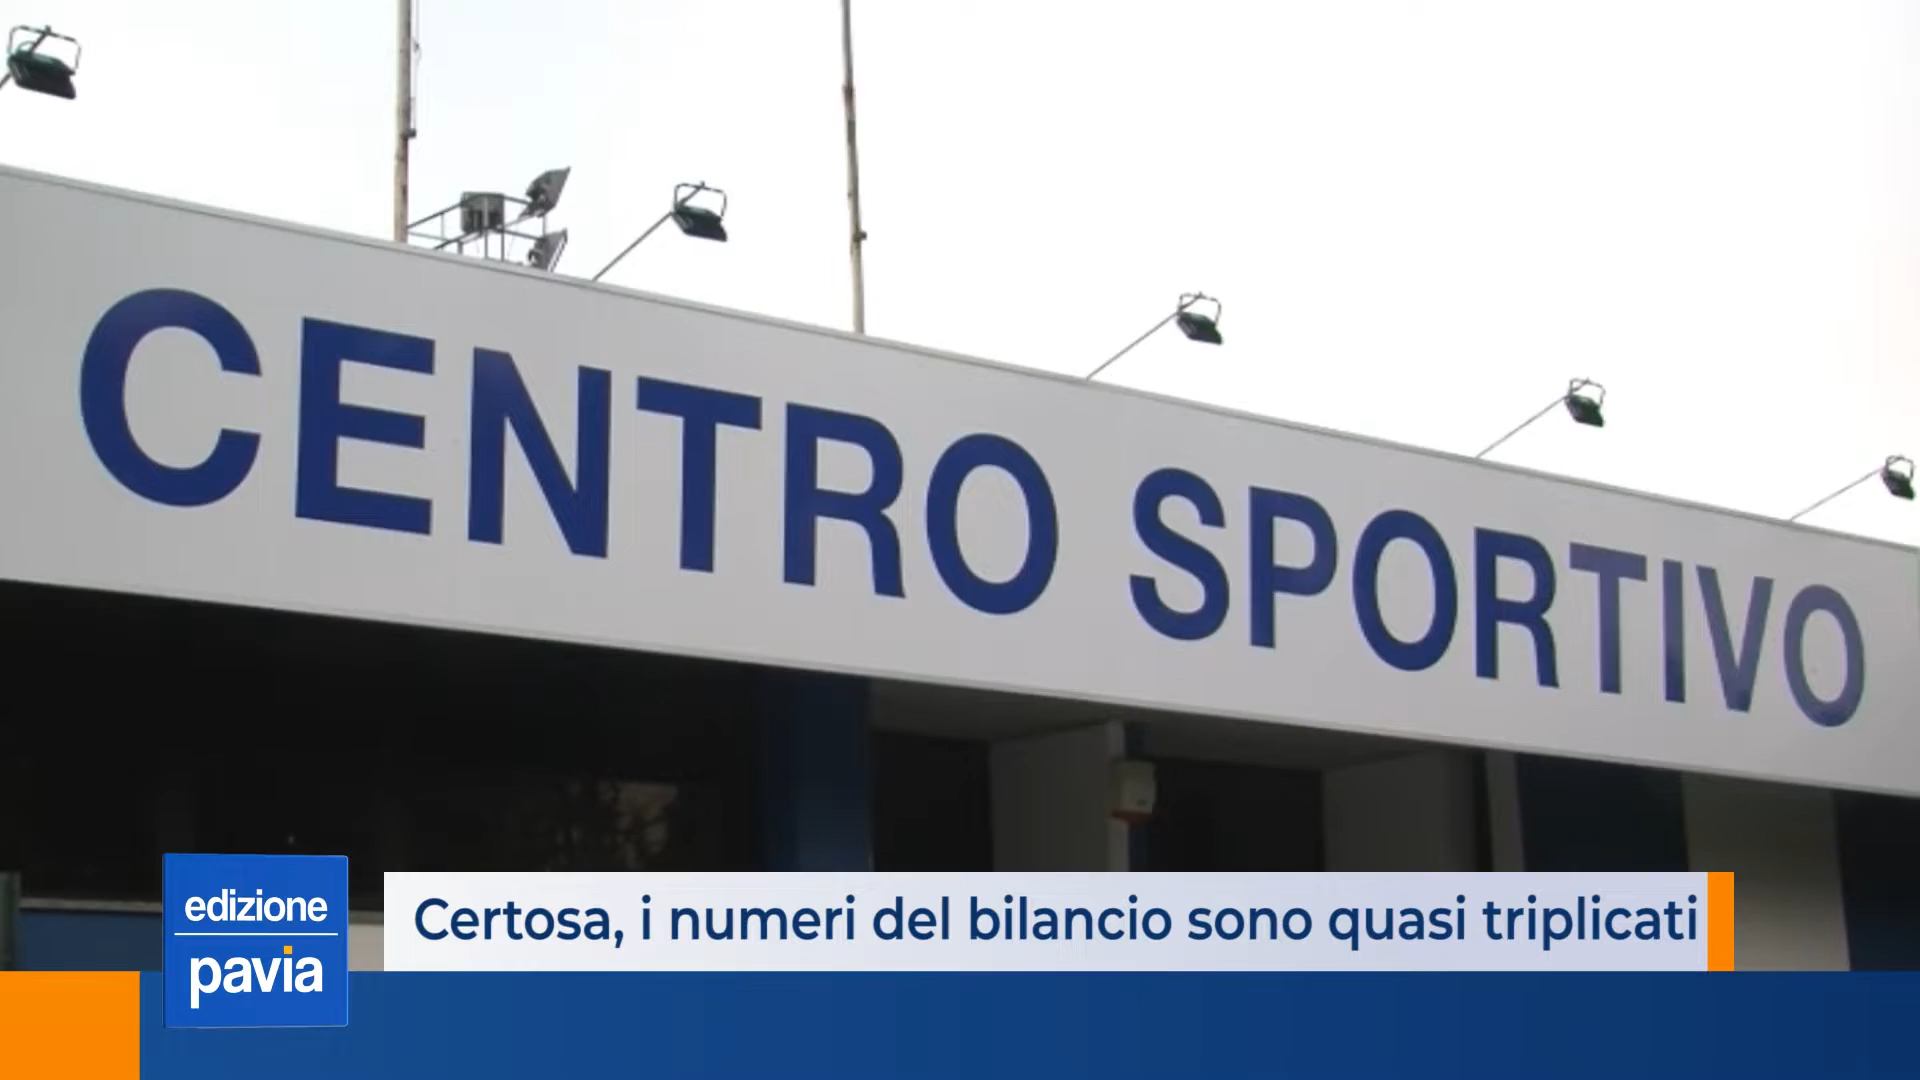 CENTRO SPORTIVO
edizione
pavia
Certosa, i numeri del bilancio sono quasi triplicati